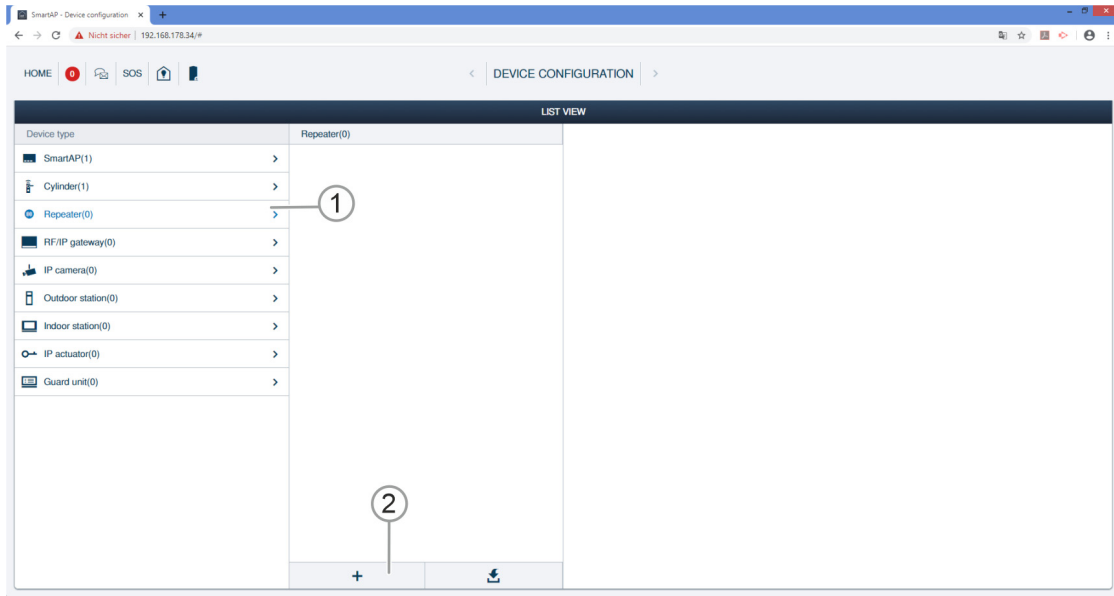 SmartAP - Device configuration
Nicht sicher | 192.168.178.34/#
HOME 0 SOS DEVICE CONFIGURATION
LIST VIEW
Device type
Repeater(0)
SmartAP(1)
Cylinder(1)
Repeater(0)
RF/IP gateway(0)
IP camera(0)
Outdoor station(0)
Indoor station(0)
IP actuator(0)
Guard unit(0)
1
2